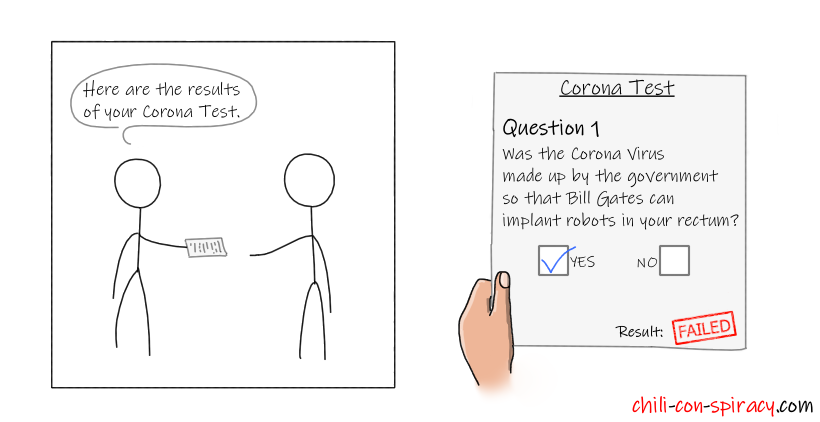 Here are the results
of your Corona Test.
Corona Test
Question 1
Was the Corona Virus
made up by the government
so that Bill Gates can
implant robots in your rectum?
YES NO
Result: FAILED
chili-con-spiracy.com